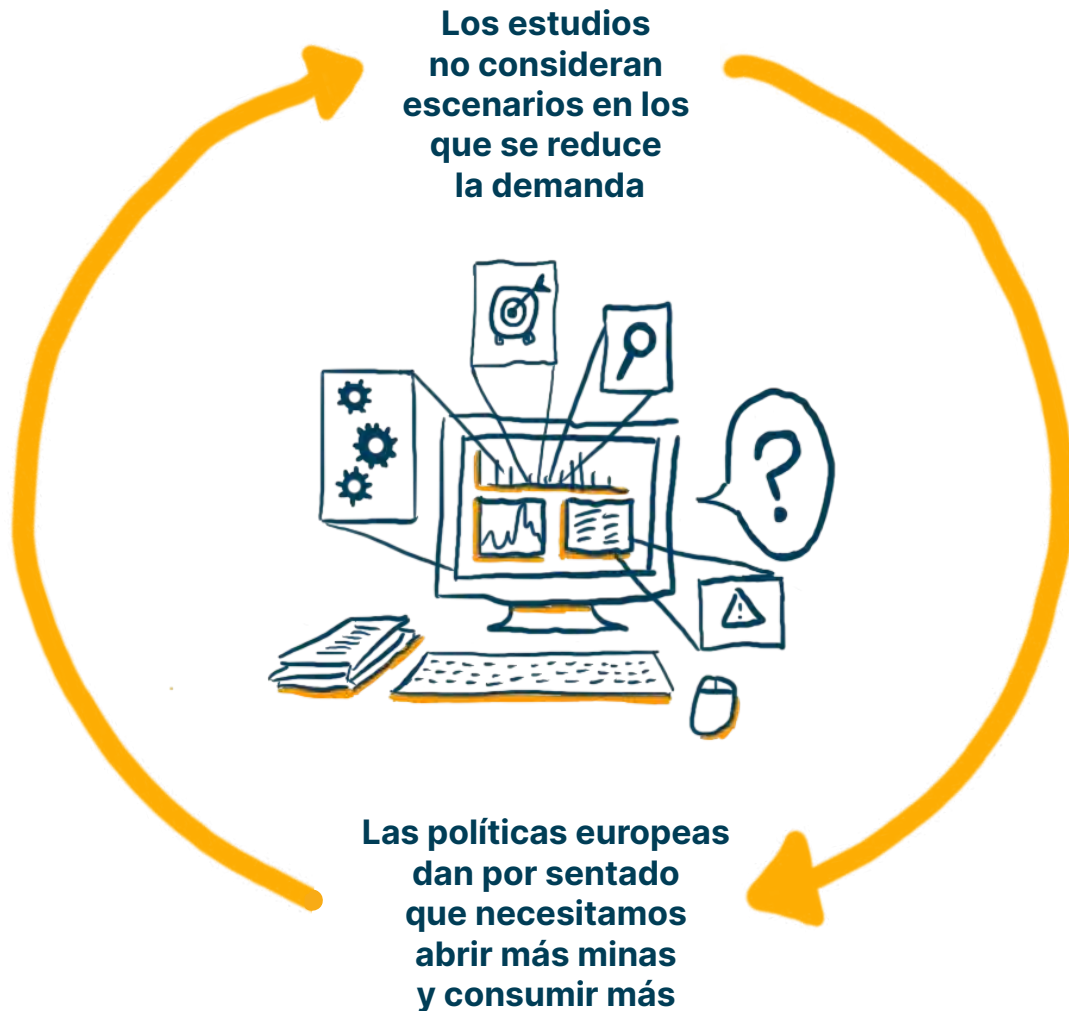 Los estudios
no consideran
escenarios en los
que se reduce
la demanda
?
Las políticas europeas
dan por sentado
que necesitamos
abrir más minas
y consumir más